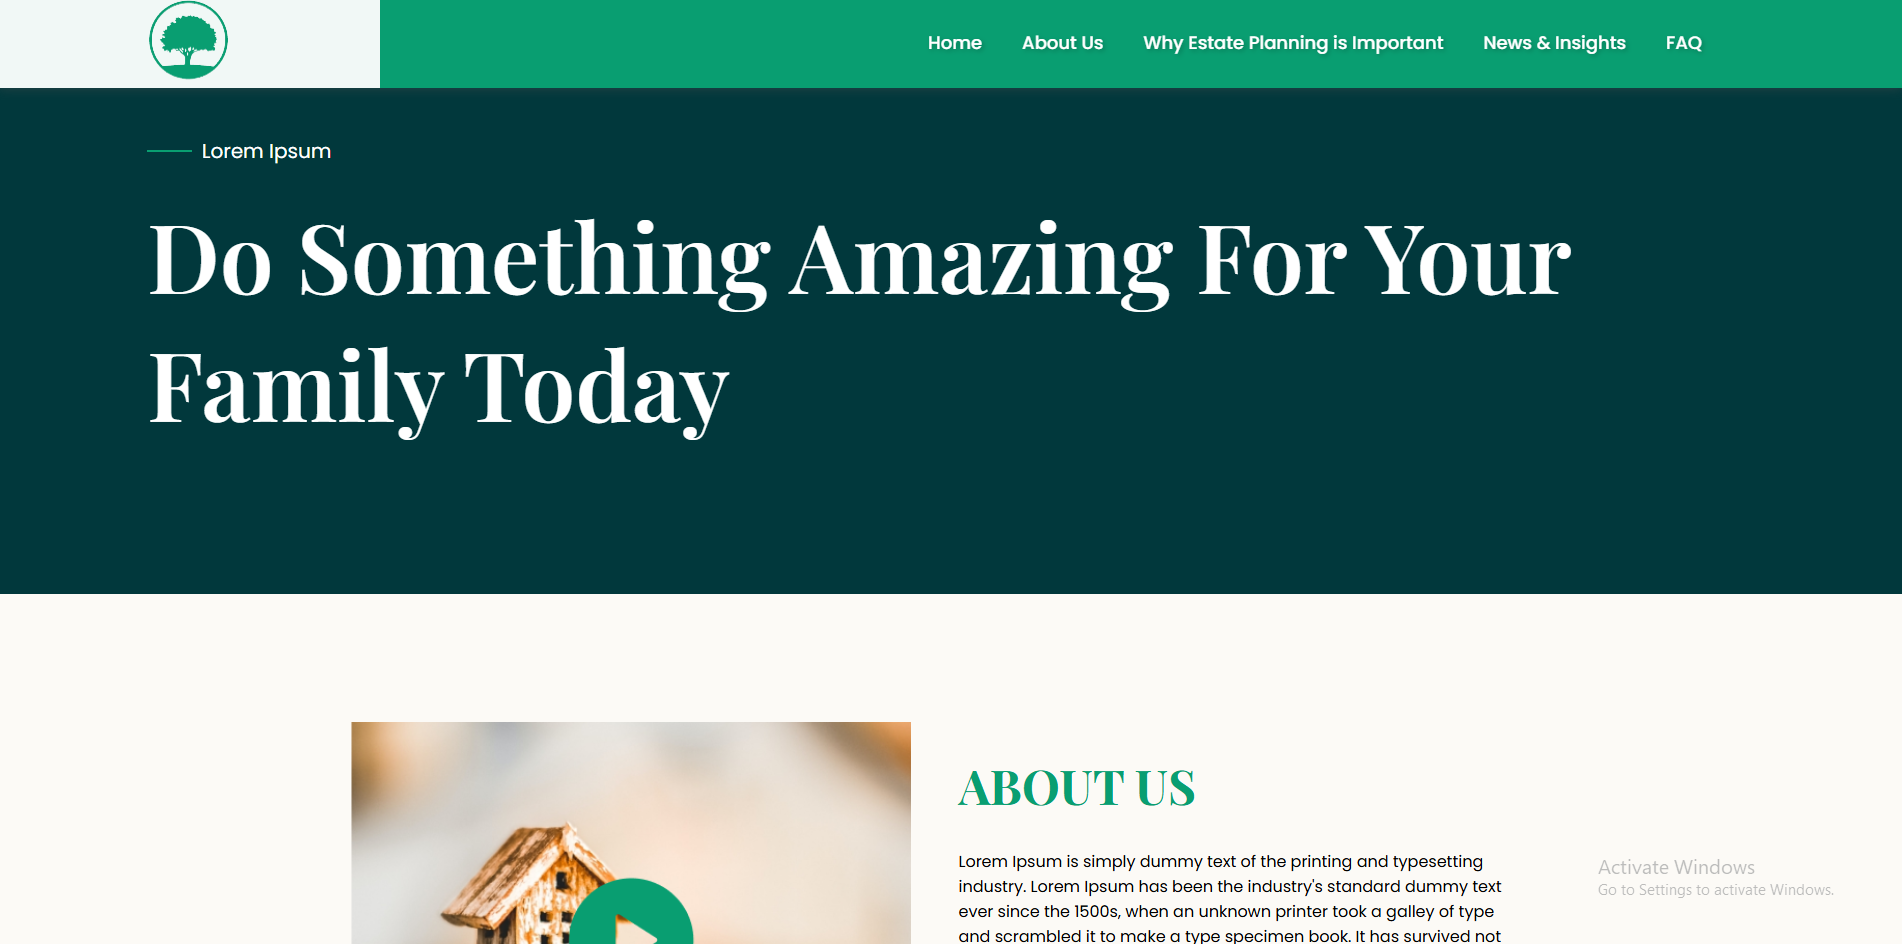 Home About Us Why Estate Planning is Important News & Insights FAQ
Lorem Ipsum
Do Something Amazing For Your
Family Today
ABOUT US
Lorem Ipsum is simply dummy text of the printing and typesetting
industry. Lorem Ipsum has been the industry's standard dummy text
ever since the 1500s, when an unknown printer took a galley of type
and scrambled it to make a type specimen book. It has survived not
Activate Windows
Go to Settings to activate Windows.